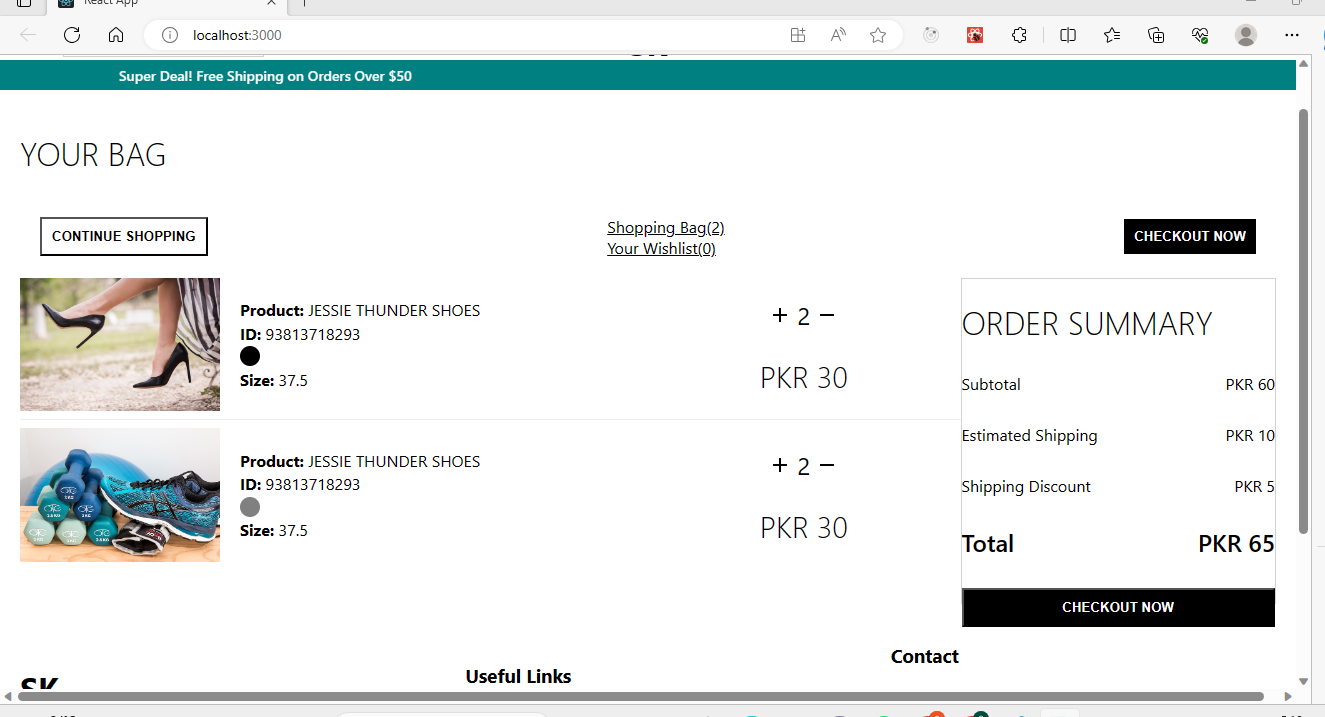 React App
localhost:3000
Super Deal! Free Shipping on Orders Over $50
YOUR BAG
CONTINUE SHOPPING
Shopping Bag(2)
Your Wishlist(0)
CHECKOUT NOW
Product: JESSIE THUNDER SHOES
ID: 93813718293
Size: 37.5
+ 2 −
PKR 30
Product: JESSIE THUNDER SHOES
ID: 93813718293
Size: 37.5
+ 2 −
PKR 30
ORDER SUMMARY
Subtotal PKR 60
Estimated Shipping PKR 10
Shipping Discount PKR 5
Total PKR 65
CHECKOUT NOW
SK
Useful Links
Contact